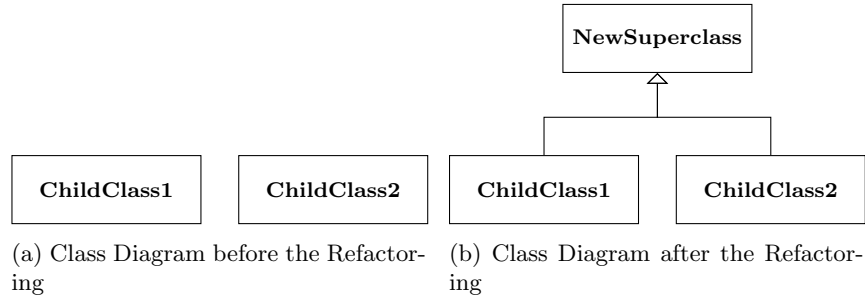 NewSuperclass
ChildClass1
ChildClass2
ChildClass1
ChildClass2
(a) Class Diagram before the Refactor-
ing
(b) Class Diagram after the Refactor-
ing